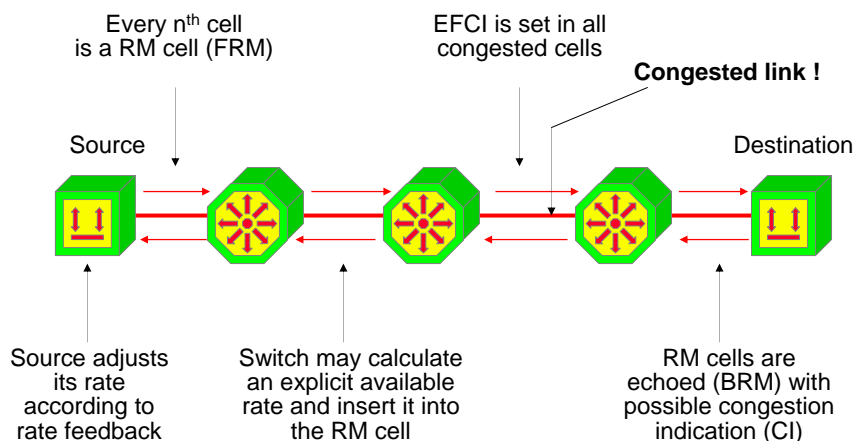 Every nth cell
is a RM cell (FRM)
EFCI is set in all
congested cells
Congested link !
Source
Destination
Source adjusts
its rate
according to
rate feedback
Switch may calculate
an explicit available
rate and insert it into
the RM cell
RM cells are
echoed (BRM) with
possible congestion
indication (CI)